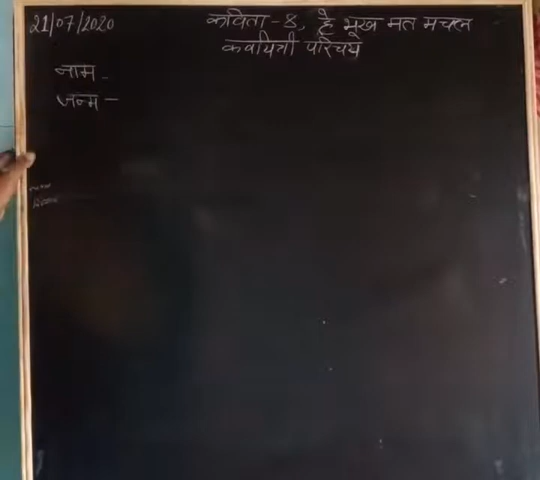 21/07/2020
कविता - 8, हे भूख मत मचल
कवयित्री परिचय
नाम -
जन्म -